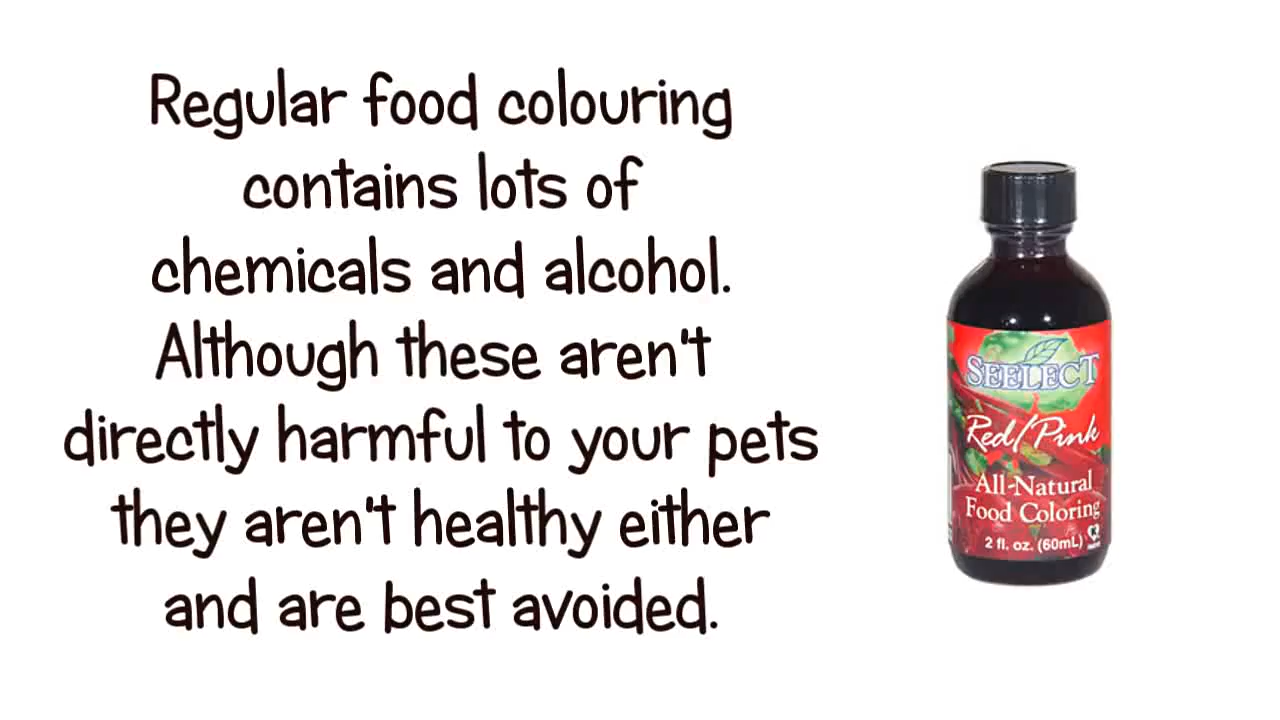 Regular food colouring
contains lots of
chemicals and alcohol.
Although these aren't
directly harmful to your pets
they aren't healthy either
and are best avoided.
SEELECT
Red/Pink
All-Natural
Food Coloring
2 fl. oz. (60mL)